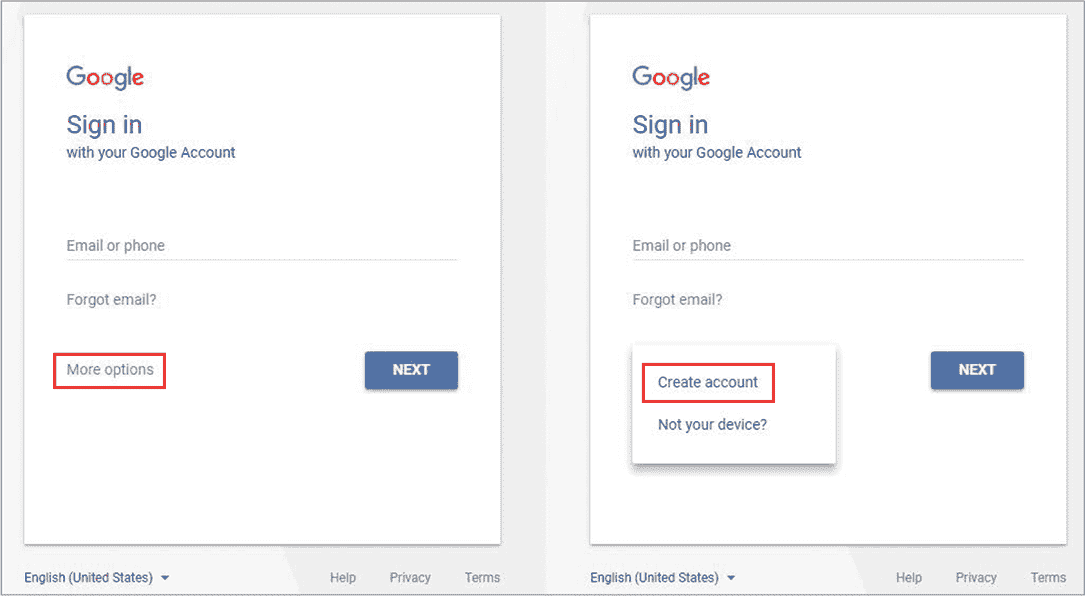 Google
Sign in
with your Google Account
Email or phone
Forgot email?
More options
NEXT
English (United States)
Help
Privacy
Terms
Google
Sign in
with your Google Account
Email or phone
Forgot email?
Create account
Not your device?
NEXT
English (United States)
Help
Privacy
Terms